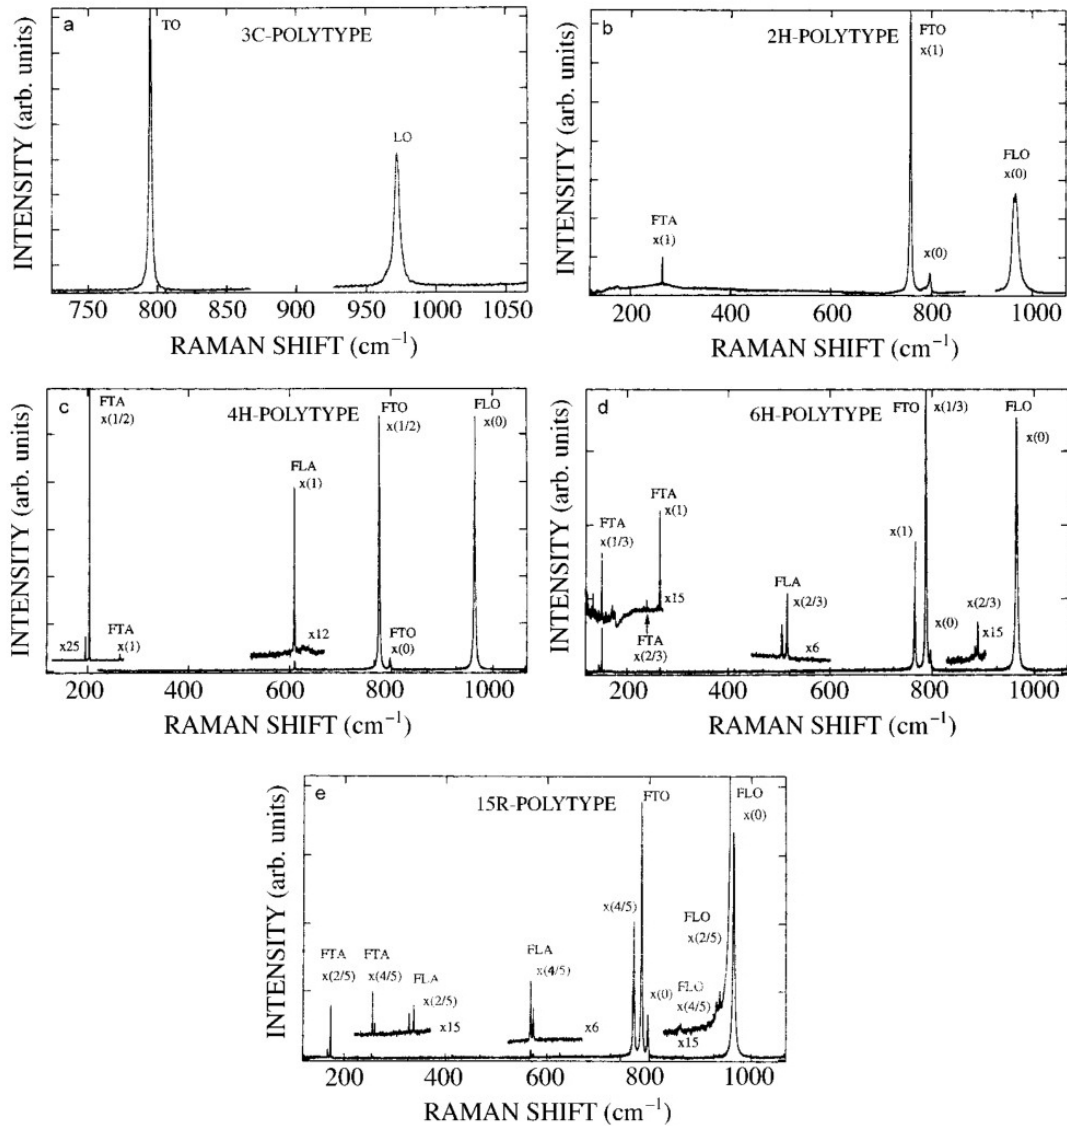 a
3C-POLYTYPE
TO
LO
INTENSITY (arb. units)
750 800 850 900 950 1000 1050
RAMAN SHIFT (cm⁻¹)
b
2H-POLYTYPE
FTO
x(1)
FLO
x(0)
FTA
x(1)
x(0)
INTENSITY (arb. units)
200 400 600 800 1000
RAMAN SHIFT (cm⁻¹)
c
4H-POLYTYPE
FTA
x(1/2)
FTO
x(1/2)
FLO
x(0)
FLA
x(1)
x25
FTA
x(1)
x12
FTO
x(0)
INTENSITY (arb. units)
200 400 600 800 1000
RAMAN SHIFT (cm⁻¹)
d
6H-POLYTYPE
FTO
x(1/3)
FLO
x(0)
FTA
x(1)
FTA
x(1/3)
x(1)
FLA
x(2/3)
x15
x(2/3)
x(0)
x15
FTA
x(2/3)
x6
INTENSITY (arb. units)
200 400 600 800 1000
RAMAN SHIFT (cm⁻¹)
e
15R-POLYTYPE
FTO
FLO
x(0)
x(4/5)
FLO
x(2/5)
FTA
x(2/5)
FTA
x(4/5)
FLA
x(2/5)
FLA
x(4/5)
x(0)
FLO
x(4/5)
x15
x6
x15
INTENSITY (arb. units)
200 400 600 800 1000
RAMAN SHIFT (cm⁻¹)